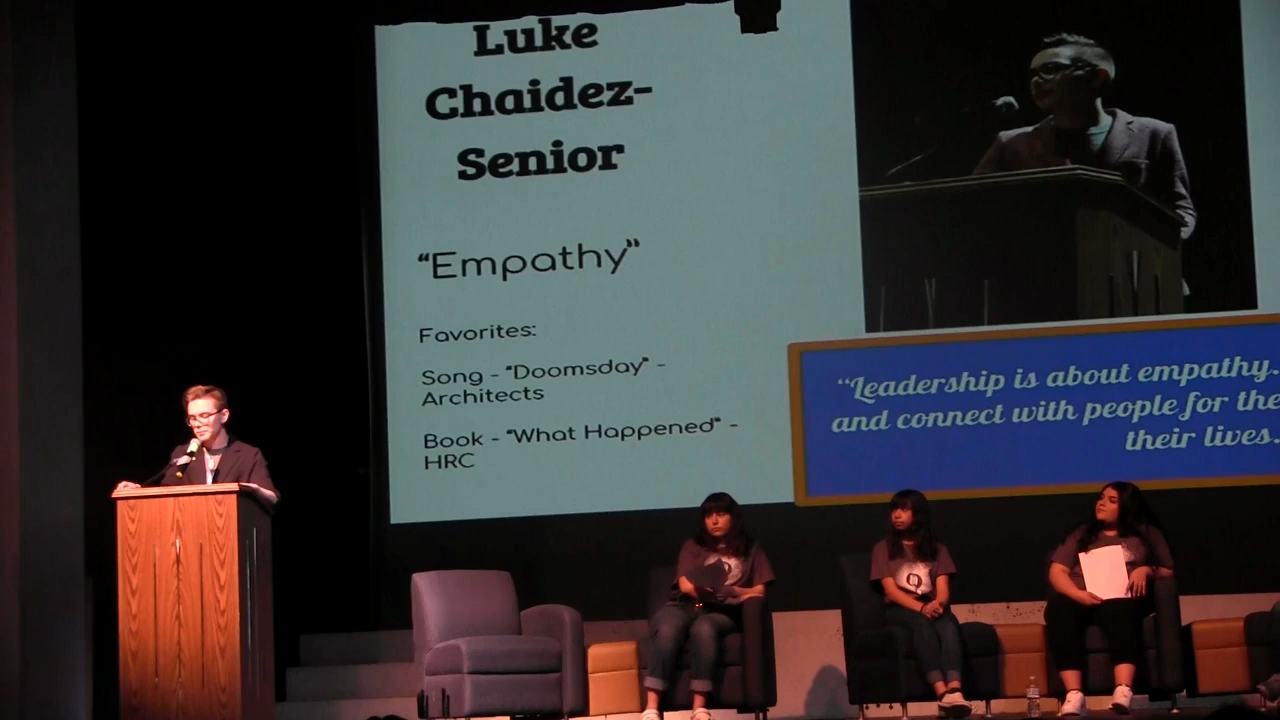 Luke
Chaidez-
Senior
“Empathy”
Favorites:
Song - "Doomsday" -
Architects
Book - "What Happened" -
HRC
“Leadership is about empathy.
and connect with people for the
their lives.
Q